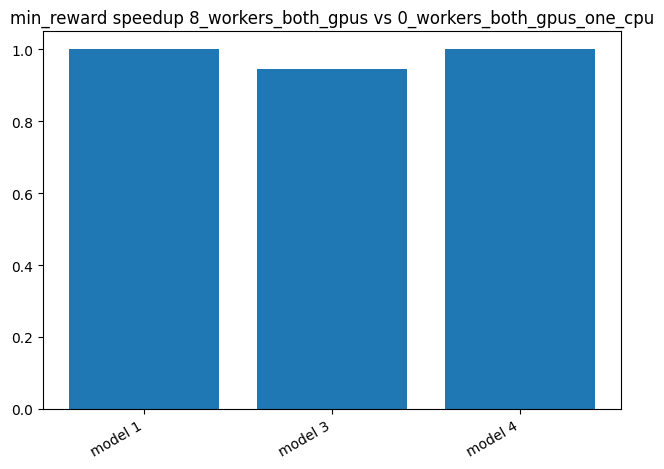 min_reward speedup 8_workers_both_gpus vs 0_workers_both_gpus_one_cpu
1.0
0.8
0.6
0.4
0.2
0.0
model 1
model 3
model 4